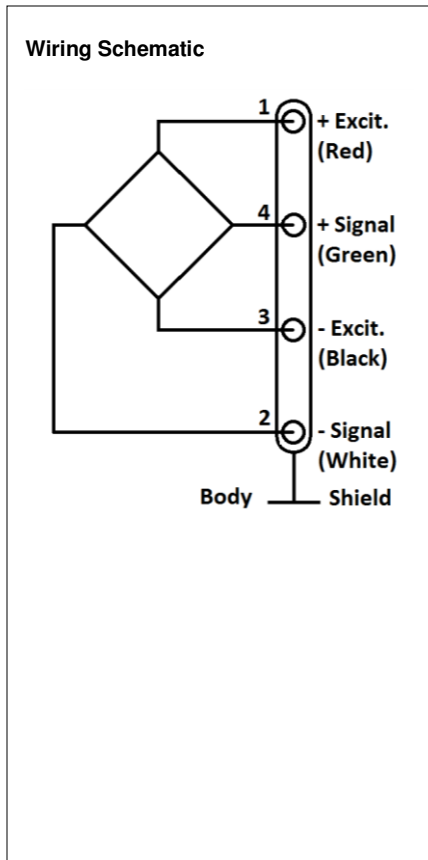 Wiring Schematic
1 + Excit.
(Red)
4 + Signal
(Green)
3 - Excit.
(Black)
2 - Signal
(White)
Body Shield